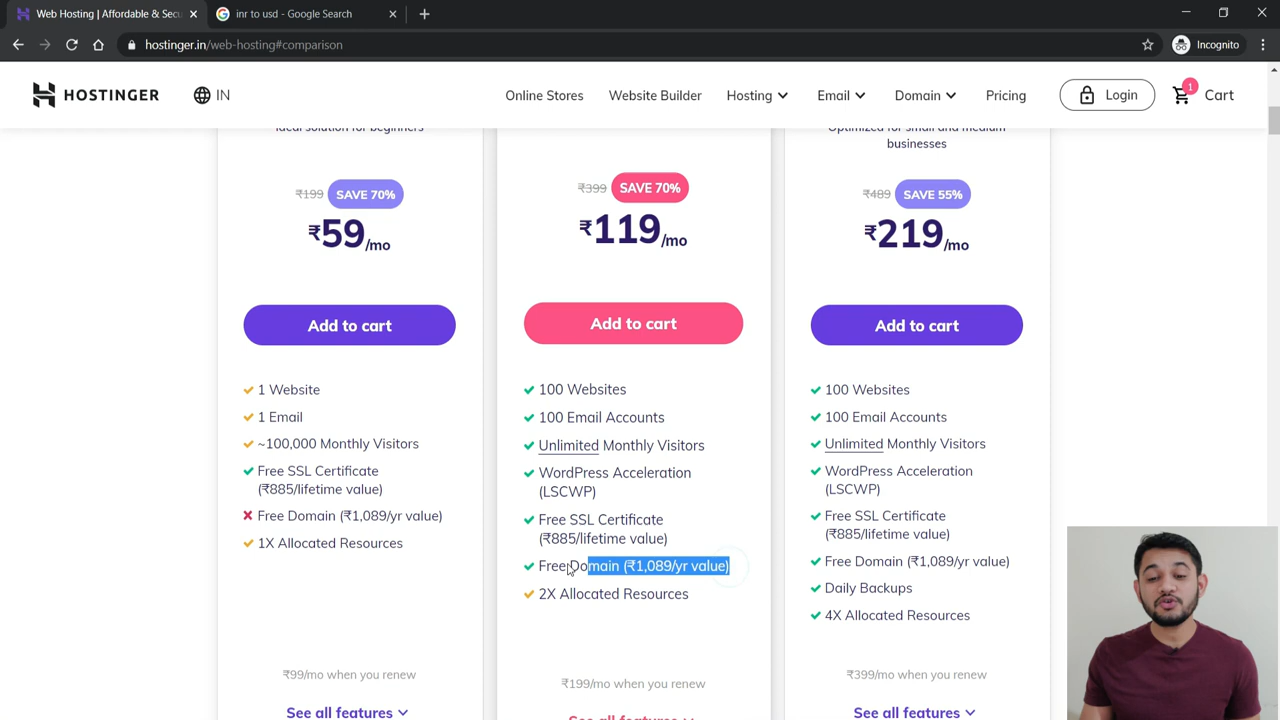 Web Hosting | Affordable & Secu
inr to usd - Google Search
hostinger.in/web-hosting#comparison
Incognito
HOSTINGER
IN
Online Stores
Website Builder
Hosting
Email
Domain
Pricing
Login
1
Cart
Ideal solution for beginners
₹199
SAVE 70%
₹59/mo
Add to cart
1 Website
1 Email
~100,000 Monthly Visitors
Free SSL Certificate
(₹885/lifetime value)
Free Domain (₹1,089/yr value)
1X Allocated Resources
₹99/mo when you renew
See all features
₹399
SAVE 70%
₹119/mo
Add to cart
100 Websites
100 Email Accounts
Unlimited Monthly Visitors
WordPress Acceleration
(LSCWP)
Free SSL Certificate
(₹885/lifetime value)
Free Domain (₹1,089/yr value)
2X Allocated Resources
₹199/mo when you renew
See all features
Optimized for small and medium
businesses
₹489
SAVE 55%
₹219/mo
Add to cart
100 Websites
100 Email Accounts
Unlimited Monthly Visitors
WordPress Acceleration
(LSCWP)
Free SSL Certificate
(₹885/lifetime value)
Free Domain (₹1,089/yr value)
Daily Backups
4X Allocated Resources
₹399/mo when you renew
See all features